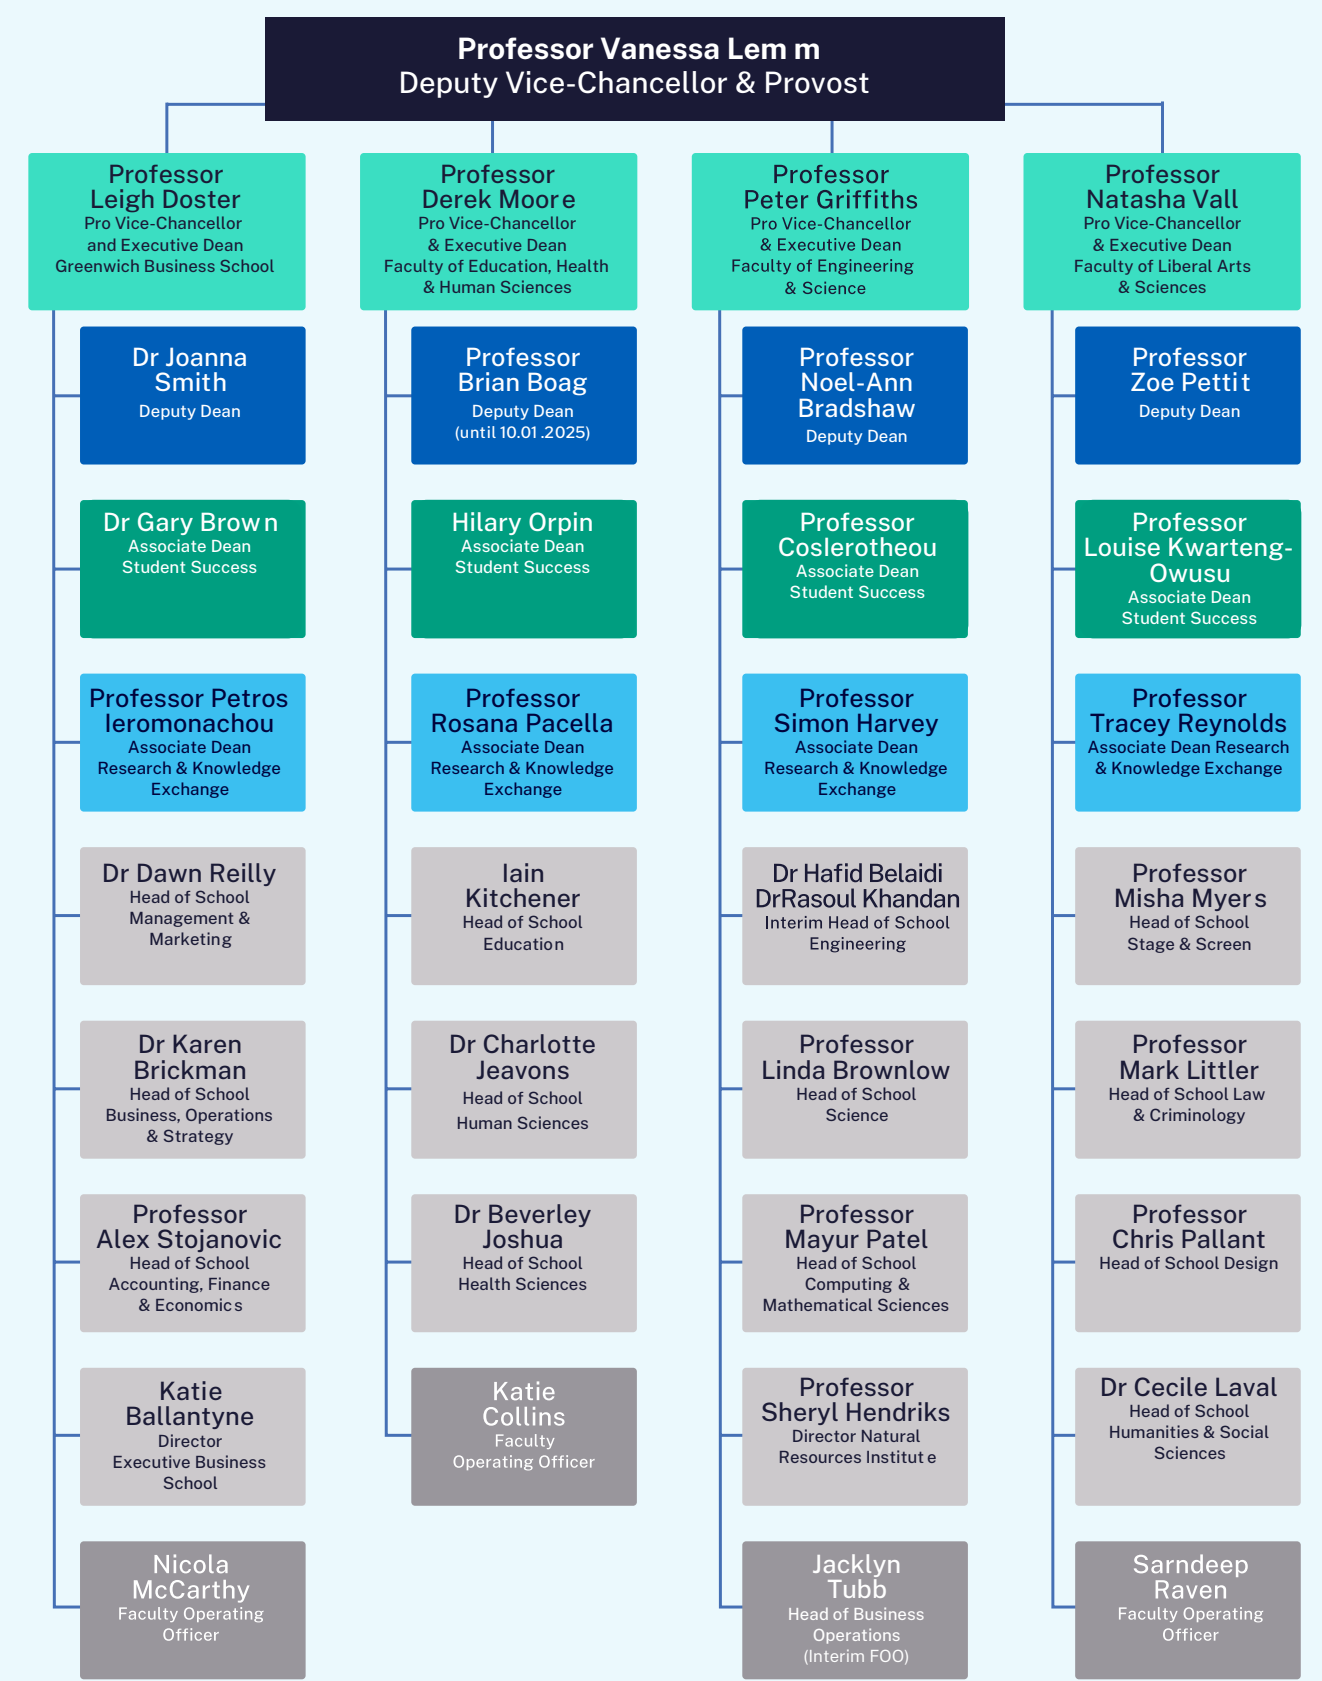 Professor Vanessa Lem m
Deputy Vice-Chancellor & Provost
Professor
Leigh Doster
Pro Vice-Chancellor
and Executive Dean
Greenwich Business School
Dr Joanna
Smith
Deputy Dean
Dr Gary Brown
Associate Dean
Student Success
Professor Petros
Ieromonachou
Associate Dean
Research & Knowledge
Exchange
Dr Dawn Reilly
Head of School
Management &
Marketing
Dr Karen
Brickman
Head of School
Business, Operations
& Strategy
Professor
Alex Stojanovic
Head of School
Accounting, Finance
& Economics
Katie
Ballantyne
Director
Executive Business
School
Nicola
McCarthy
Faculty Operating
Officer
Professor
Derek Moore
Pro Vice-Chancellor
& Executive Dean
Faculty of Education, Health
& Human Sciences
Professor
Brian Boag
Deputy Dean
(until 10.01.2025)
Hilary Orpin
Associate Dean
Student Success
Professor
Rosana Pacella
Associate Dean
Research & Knowledge
Exchange
Iain
Kitchener
Head of School
Education
Dr Charlotte
Jeavons
Head of School
Human Sciences
Dr Beverley
Joshua
Head of School
Health Sciences
Katie
Collins
Faculty
Operating Officer
Professor
Peter Griffiths
Pro Vice-Chancellor
& Executive Dean
Faculty of Engineering
& Science
Professor
Noel-Ann
Bradshaw
Deputy Dean
Professor
Coslerotheou
Associate Dean
Student Success
Professor
Simon Harvey
Associate Dean
Research & Knowledge
Exchange
Dr Hafid Belaidi
DrRasoul Khandan
Interim Head of School
Engineering
Professor
Linda Brownlow
Head of School
Science
Professor
Mayur Patel
Head of School
Computing &
Mathematical Sciences
Professor
Sheryl Hendriks
Director Natural
Resources Institut e
Jacklyn
Tubb
Head of Business
Operations
(Interim FOO)
Professor
Natasha Vall
Pro Vice-Chancellor
& Executive Dean
Faculty of Liberal Arts
& Sciences
Professor
Zoe Pettit
Deputy Dean
Professor
Louise Kwarteng-
Owusu
Associate Dean
Student Success
Professor
Tracey Reynolds
Associate Dean Research
& Knowledge Exchange
Professor
Misha Myers
Head of School
Stage & Screen
Professor
Mark Littler
Head of School Law
& Criminology
Professor
Chris Pallant
Head of School Design
Dr Cecile Laval
Head of School
Humanities & Social
Sciences
Sarndeep
Raven
Faculty Operating
Officer